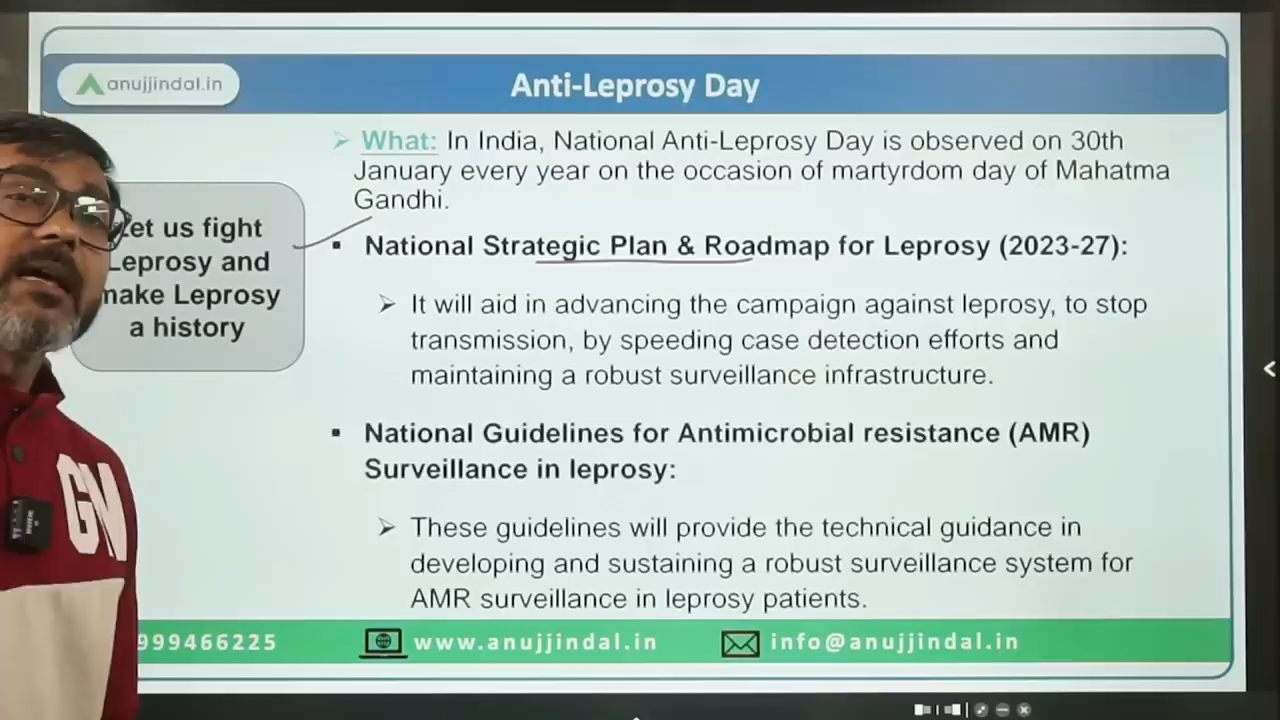 anujjindal.in
Anti-Leprosy Day
What: In India, National Anti-Leprosy Day is observed on 30th
January every year on the occasion of martyrdom day of Mahatma
Gandhi.
Let us fight
Leprosy and
make Leprosy
a history
National Strategic Plan & Roadmap for Leprosy (2023-27):
It will aid in advancing the campaign against leprosy, to stop
transmission, by speeding case detection efforts and
maintaining a robust surveillance infrastructure.
National Guidelines for Antimicrobial resistance (AMR)
Surveillance in leprosy:
These guidelines will provide the technical guidance in
developing and sustaining a robust surveillance system for
AMR surveillance in leprosy patients.
999466225
www.anujjindal.in
info@anujjindal.in